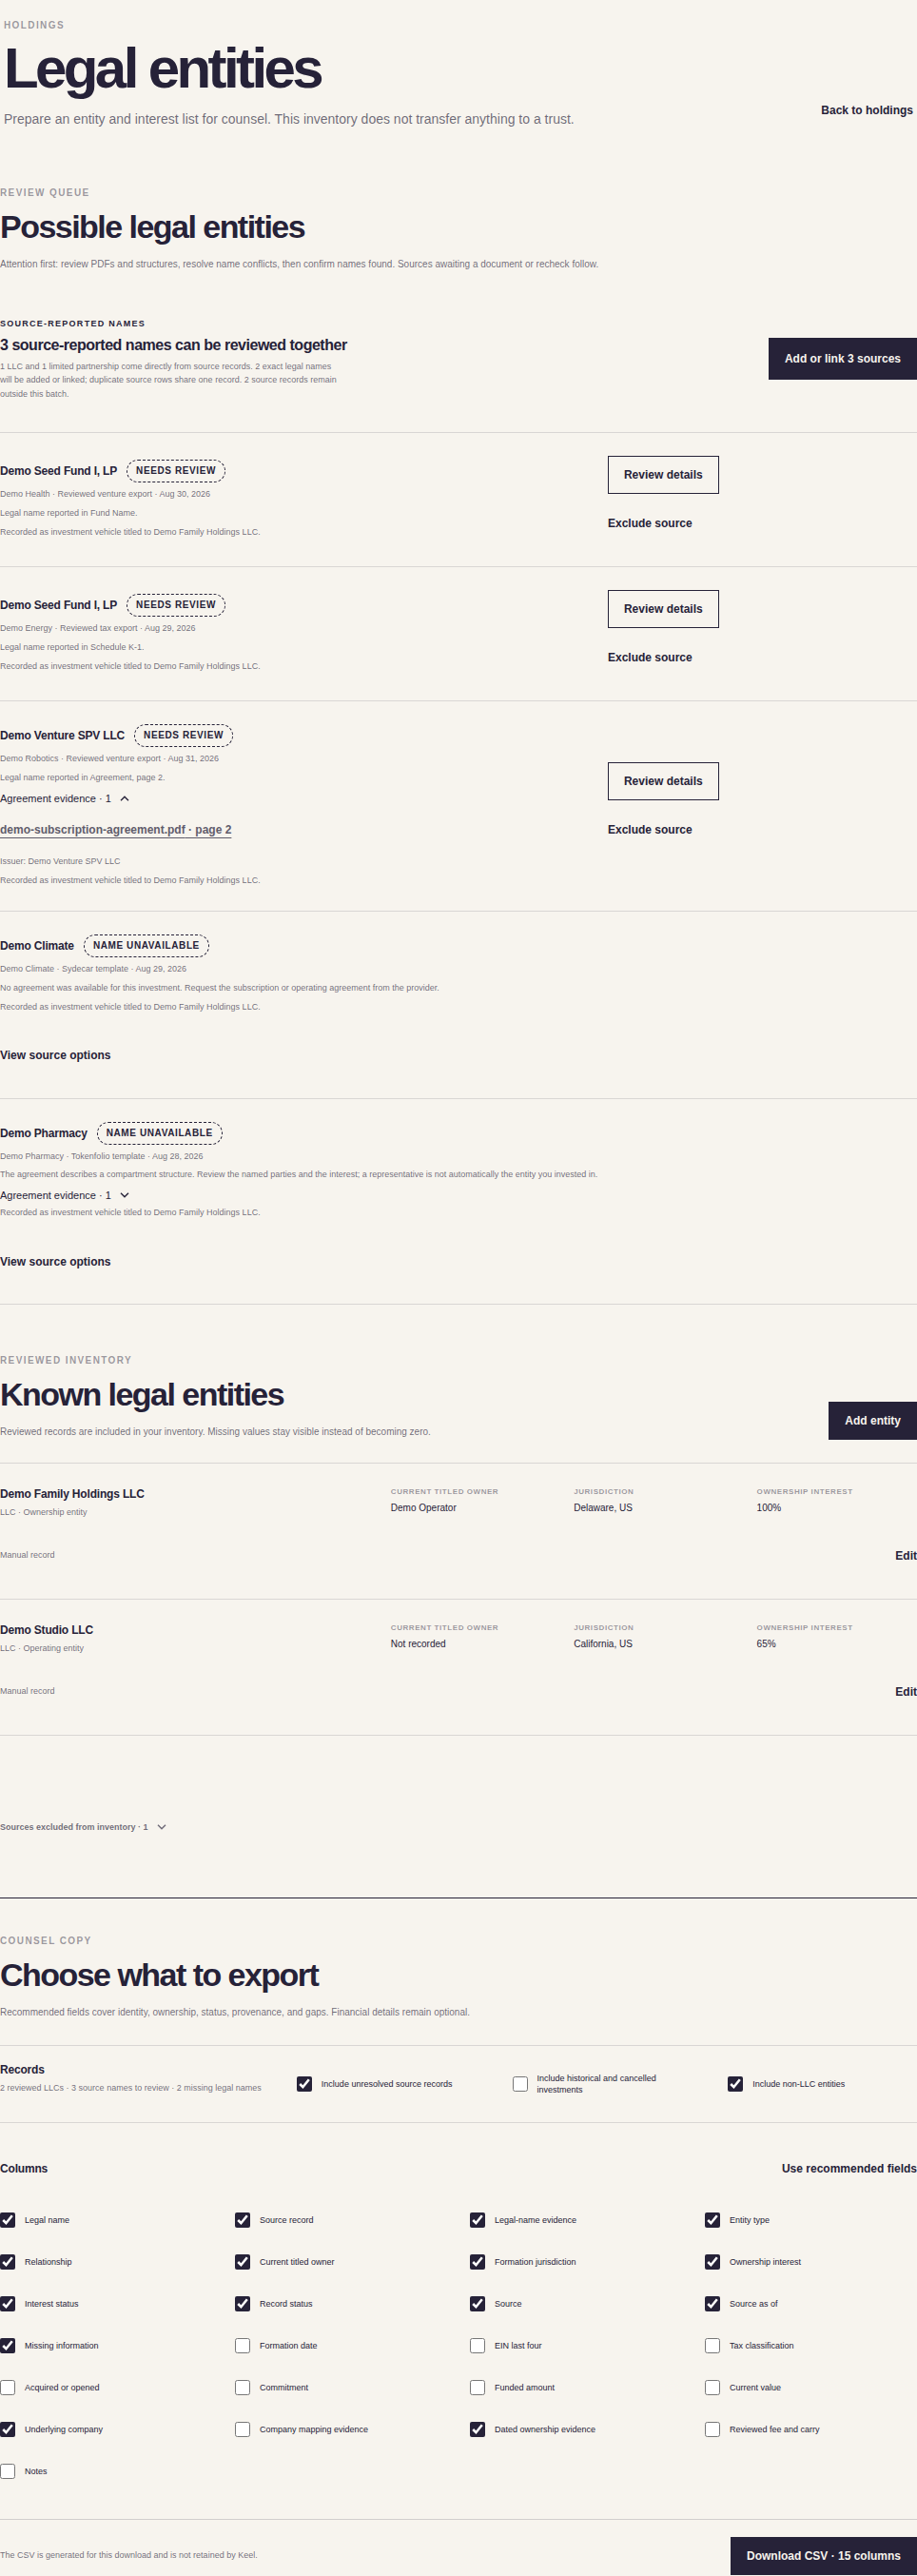 HOLDINGS
Legal entities
Prepare an entity and interest list for counsel. This inventory does not transfer anything to a trust.
Back to holdings
REVIEW QUEUE
Possible legal entities
Attention first: review PDFs and structures, resolve name conflicts, then confirm names found. Sources awaiting a document or recheck follow.
SOURCE-REPORTED NAMES
3 source-reported names can be reviewed together
1 LLC and 1 limited partnership come directly from source records. 2 exact legal names
will be added or linked; duplicate source rows share one record. 2 source records remain
outside this batch.
Add or link 3 sources
Demo Seed Fund I, LP NEEDS REVIEW
Demo Health · Reviewed venture export · Aug 30, 2026
Legal name reported in Fund Name.
Recorded as investment vehicle titled to Demo Family Holdings LLC.
Review details
Exclude source
Demo Seed Fund I, LP NEEDS REVIEW
Demo Energy · Reviewed tax export · Aug 29, 2026
Legal name reported in Schedule K-1.
Recorded as investment vehicle titled to Demo Family Holdings LLC.
Review details
Exclude source
Demo Venture SPV LLC NEEDS REVIEW
Demo Robotics · Reviewed venture export · Aug 31, 2026
Legal name reported in Agreement, page 2.
Agreement evidence · 1
demo-subscription-agreement.pdf · page 2
Issuer: Demo Venture SPV LLC
Recorded as investment vehicle titled to Demo Family Holdings LLC.
Review details
Exclude source
Demo Climate NAME UNAVAILABLE
Demo Climate · Sydecar template · Aug 29, 2026
No agreement was available for this investment. Request the subscription or operating agreement from the provider.
Recorded as investment vehicle titled to Demo Family Holdings LLC.
View source options
Demo Pharmacy NAME UNAVAILABLE
Demo Pharmacy · Tokenfolio template · Aug 28, 2026
The agreement describes a compartment structure. Review the named parties and the interest; a representative is not automatically the entity you invested in.
Agreement evidence · 1
Recorded as investment vehicle titled to Demo Family Holdings LLC.
View source options
REVIEWED INVENTORY
Known legal entities
Reviewed records are included in your inventory. Missing values stay visible instead of becoming zero.
Add entity
Demo Family Holdings LLC
LLC · Ownership entity
CURRENT TITLED OWNER
Demo Operator
JURISDICTION
Delaware, US
OWNERSHIP INTEREST
100%
Manual record
Edit
Demo Studio LLC
LLC · Operating entity
CURRENT TITLED OWNER
Not recorded
JURISDICTION
California, US
OWNERSHIP INTEREST
65%
Manual record
Edit
Sources excluded from inventory · 1
COUNSEL COPY
Choose what to export
Recommended fields cover identity, ownership, status, provenance, and gaps. Financial details remain optional.
Records
2 reviewed LLCs · 3 source names to review · 2 missing legal names
Include unresolved source records
Include historical and cancelled
investments
Include non-LLC entities
Columns
Use recommended fields
Legal name
Source record
Legal-name evidence
Entity type
Relationship
Current titled owner
Formation jurisdiction
Ownership interest
Interest status
Record status
Source
Source as of
Missing information
Formation date
EIN last four
Tax classification
Acquired or opened
Commitment
Funded amount
Current value
Underlying company
Company mapping evidence
Dated ownership evidence
Reviewed fee and carry
Notes
The CSV is generated for this download and is not retained by Keel.
Download CSV · 15 columns